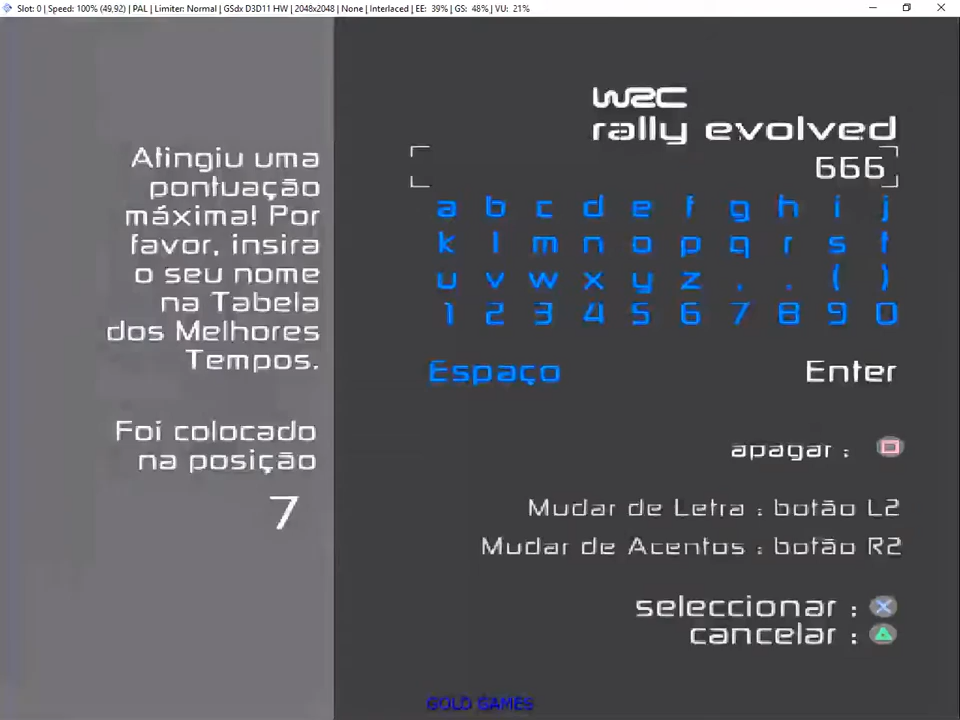 Slot: 0 | Speed: 100% (49,92) | PAL | Limiter: Normal | GSdx D3D11 HW | 2048x2048 | None | Interlaced | EE: 39% | GS: 48% | VU: 21%
WRC
rally evolved
666
Atingiu uma
pontuação
máxima! Por
favor, insira
o seu nome
na Tabela
dos Melhores
Tempos.
Foi colocado
na posição
7
a b c d e f g h i j
k l m n o p q r s t
u v w x y z , . ( )
1 2 3 4 5 6 7 8 9 0
Espaço Enter
apagar :
Mudar de Letra : botão L2
Mudar de Acentos : botão R2
seleccionar :
cancelar :
GOLD GAMES